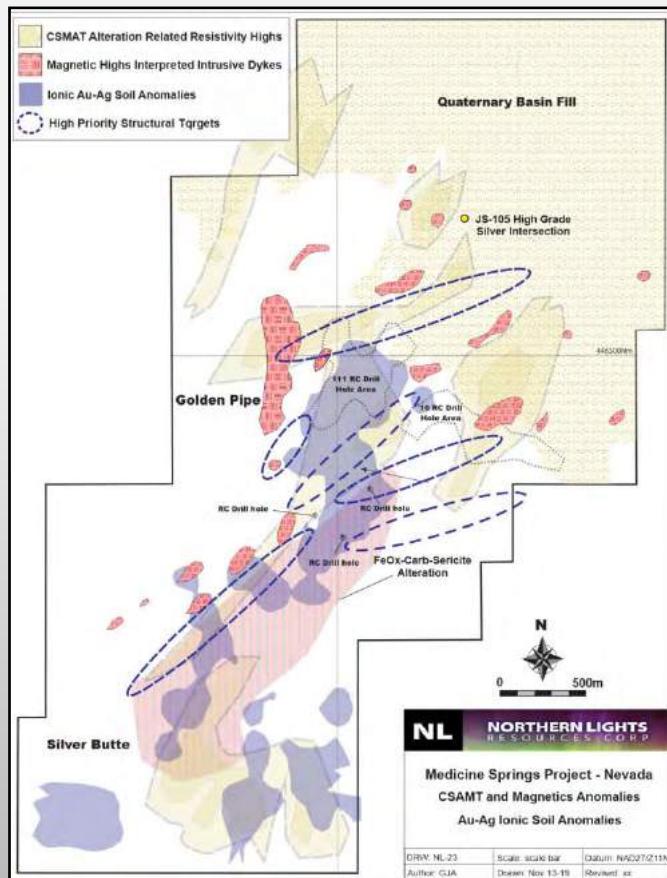 CSMAT Alteration Related Resistivity Highs
Magnetic Highs Interpreted Intrusive Dykes
Ionic Au-Ag Soil Anomalies
High Priority Structural Tqrgets
Quaternary Basin Fill
JS-105 High Grade
Silver Intersection
111 RC Drill
Hole Area
Golden Pipe
10 RC Drill
Hole Area
RC Drill hole
RC Drill holu
RC Drill hole
FeOx-Carb-Sericite
Alteration
N
0 500m
Silver Butte
NL NORTHERN LIGHTS
RESOURCES CORP
Medicine Springs Project - Nevada
CSAMT and Magnetics Anomalies
Au-Ag Ionic Soil Anomalies
DRW: NL-23 Scale: scale bar Datum: NAD27/Z11N
Author: GJA Drawn: Nov 13-19 Revised: xx